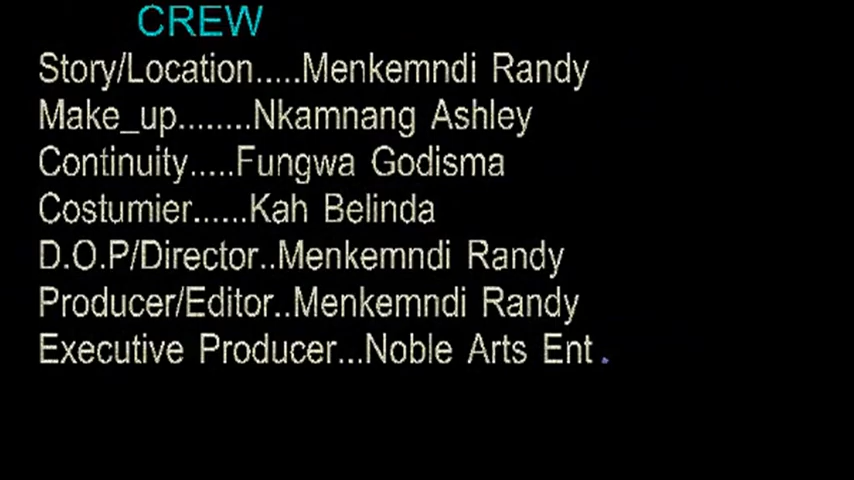 CREW
Story/Location.....Menkemndi Randy
Make_up........Nkamnang Ashley
Continuity.....Fungwa Godisma
Costumier......Kah Belinda
D.O.P/Director..Menkemndi Randy
Producer/Editor..Menkemndi Randy
Executive Producer...Noble Arts Ent.